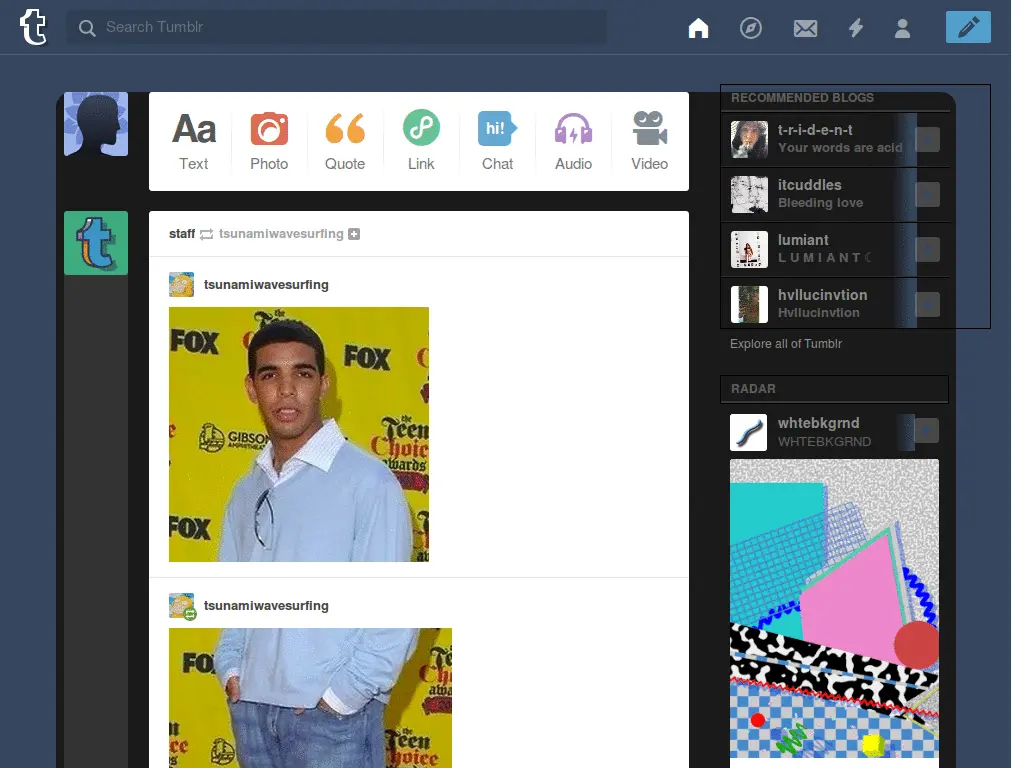 Search Tumblr
Aa
hi!
Text
Photo
Quote
Link
Chat
Audio
Video
staff tsunamiwavesurfing
tsunamiwavesurfing
FOX
FOX
the
Teen
Choice
awards
GIBSON
AMPHITHEATRE
FOX
tsunamiwavesurfing
FO
Teen
Choice
RECOMMENDED BLOGS
t-r-i-d-e-n-t
Your words are acid
itcuddles
Bleeding love
lumiant
L U M I A N T ☾
hvllucinvtion
Hvllucinvtion
Explore all of Tumblr
RADAR
whtebkgrnd
WHTEBKGRND